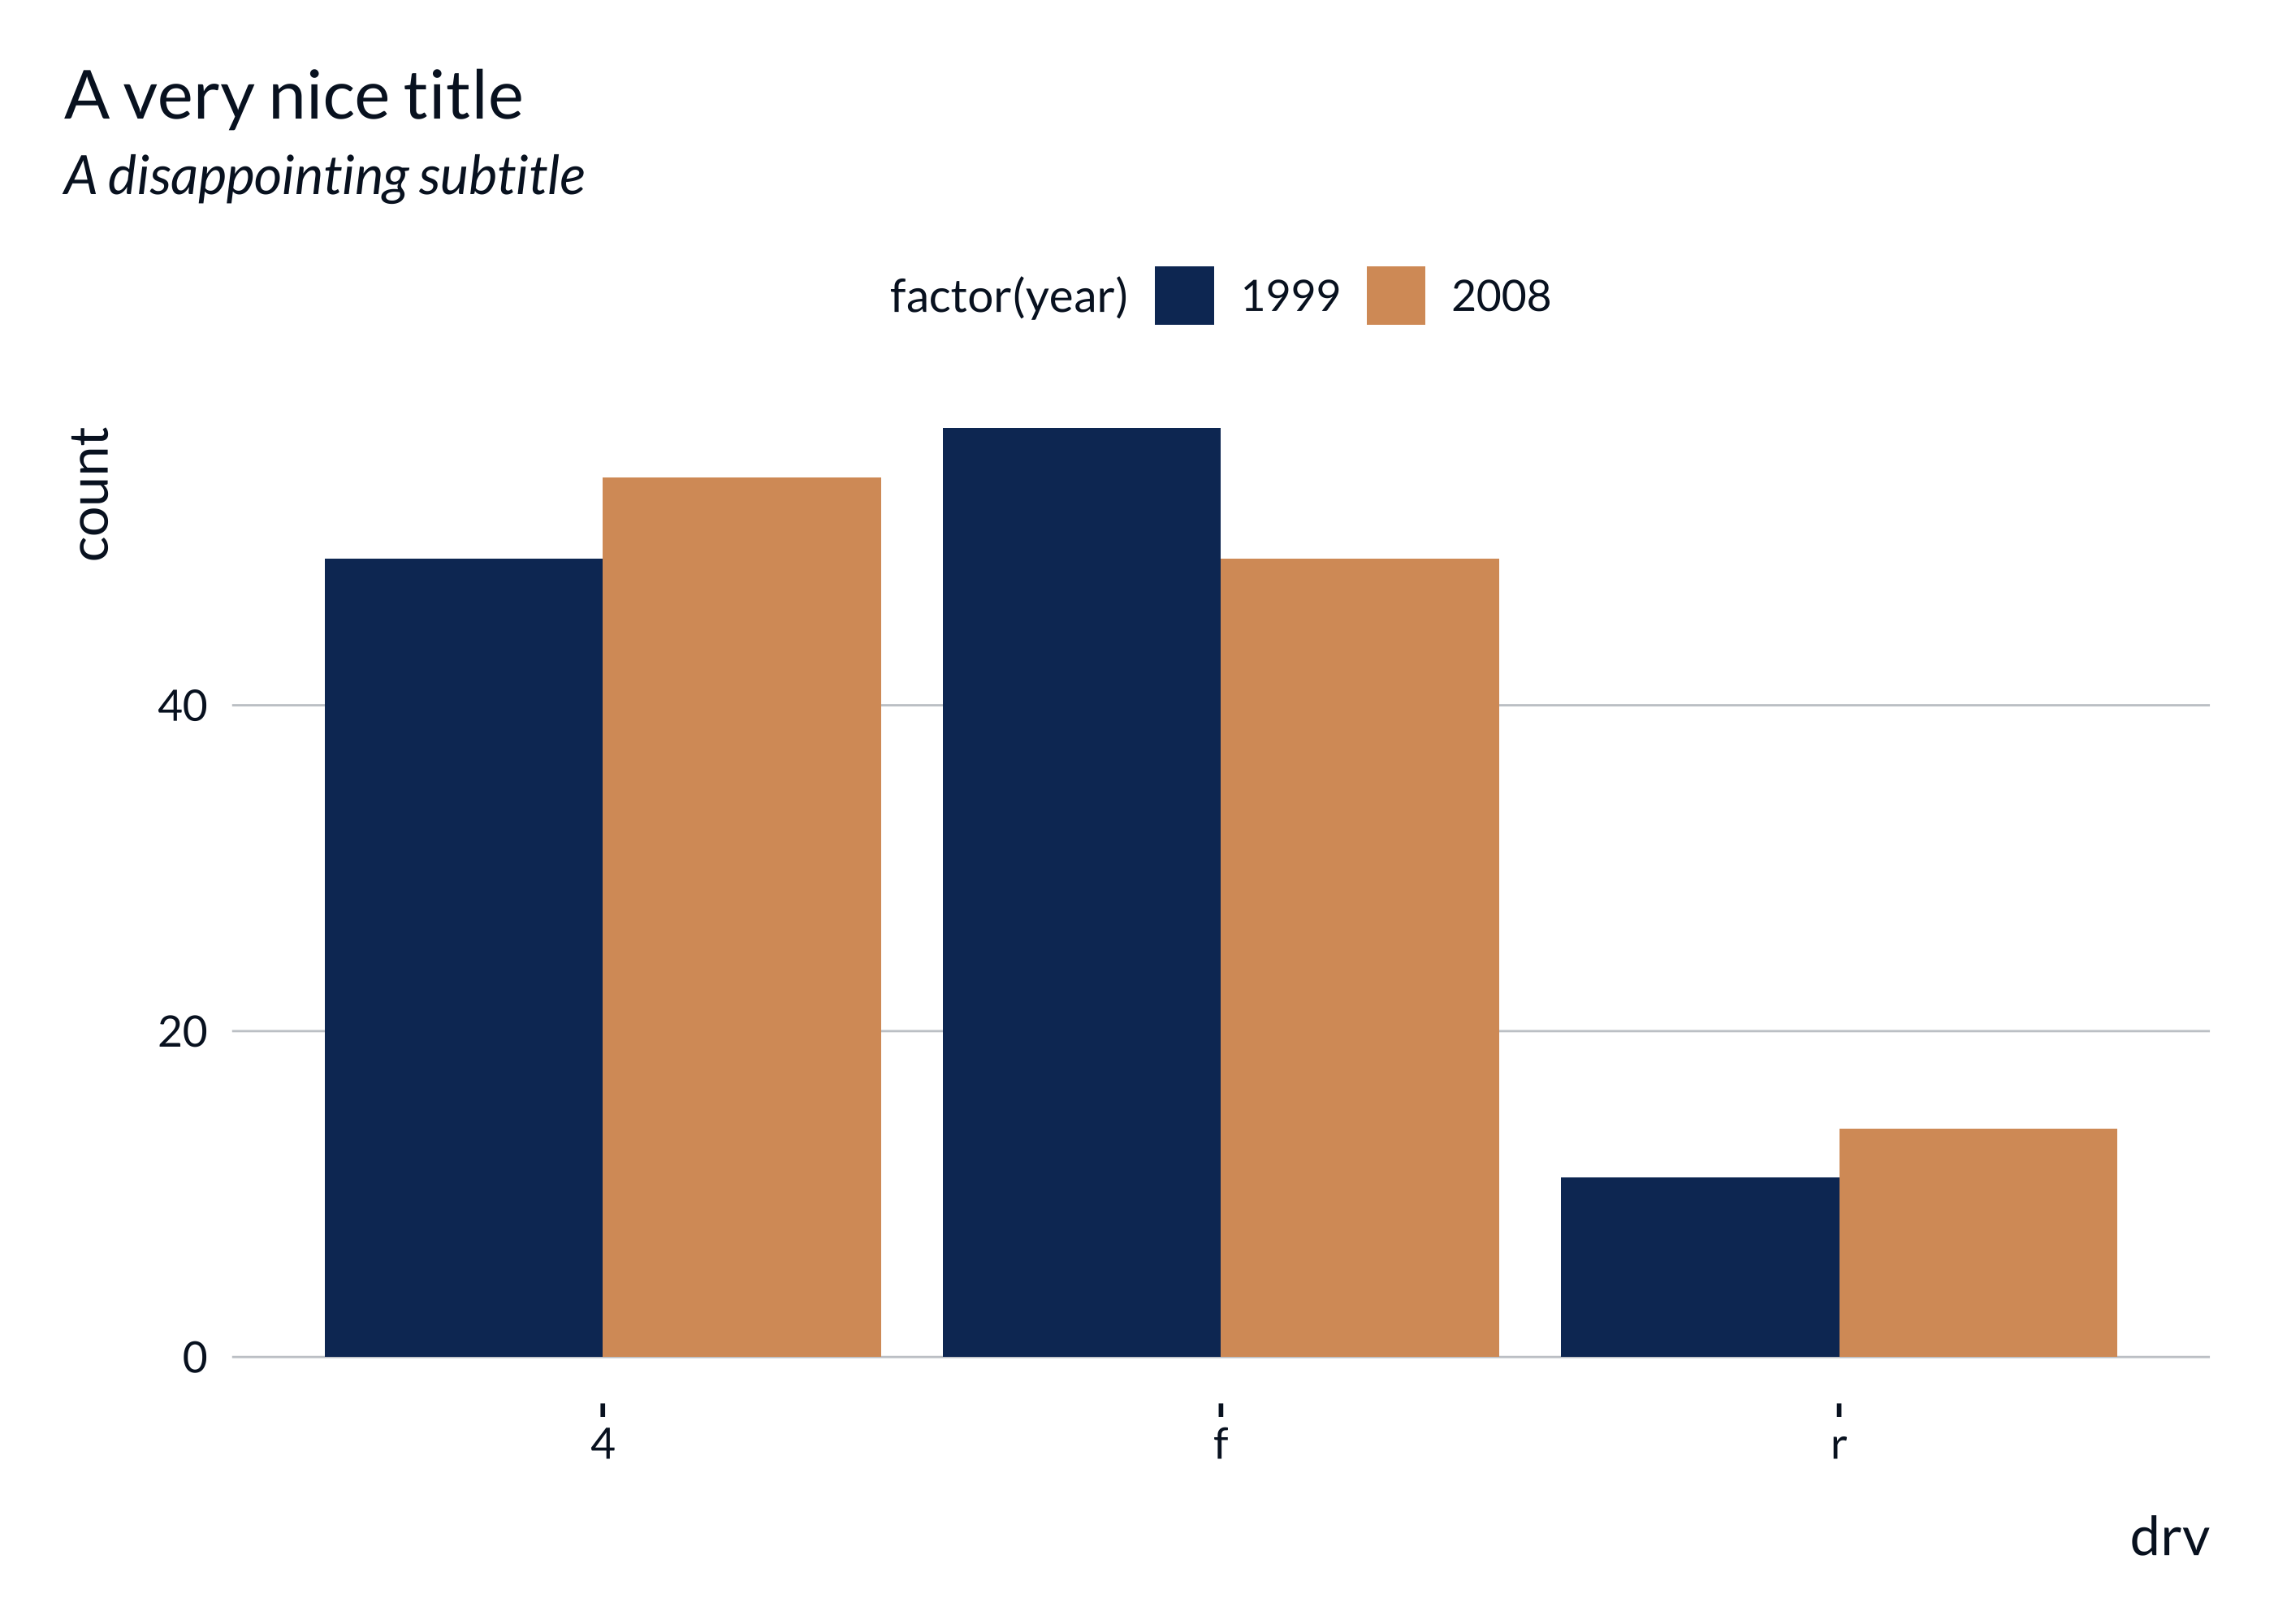 A very nice title
A disappointing subtitle
factor(year) 1999 2008
count
40
20
0
4 f r
drv